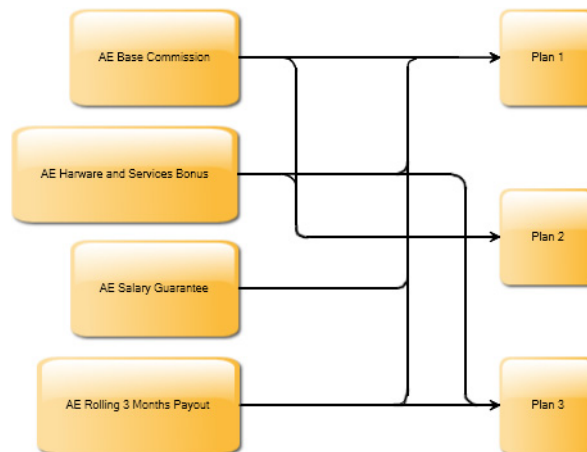 AE Base Commission
Plan 1
AE Harware and Services Bonus
Plan 2
AE Salary Guarantee
AE Rolling 3 Months Payout
Plan 3